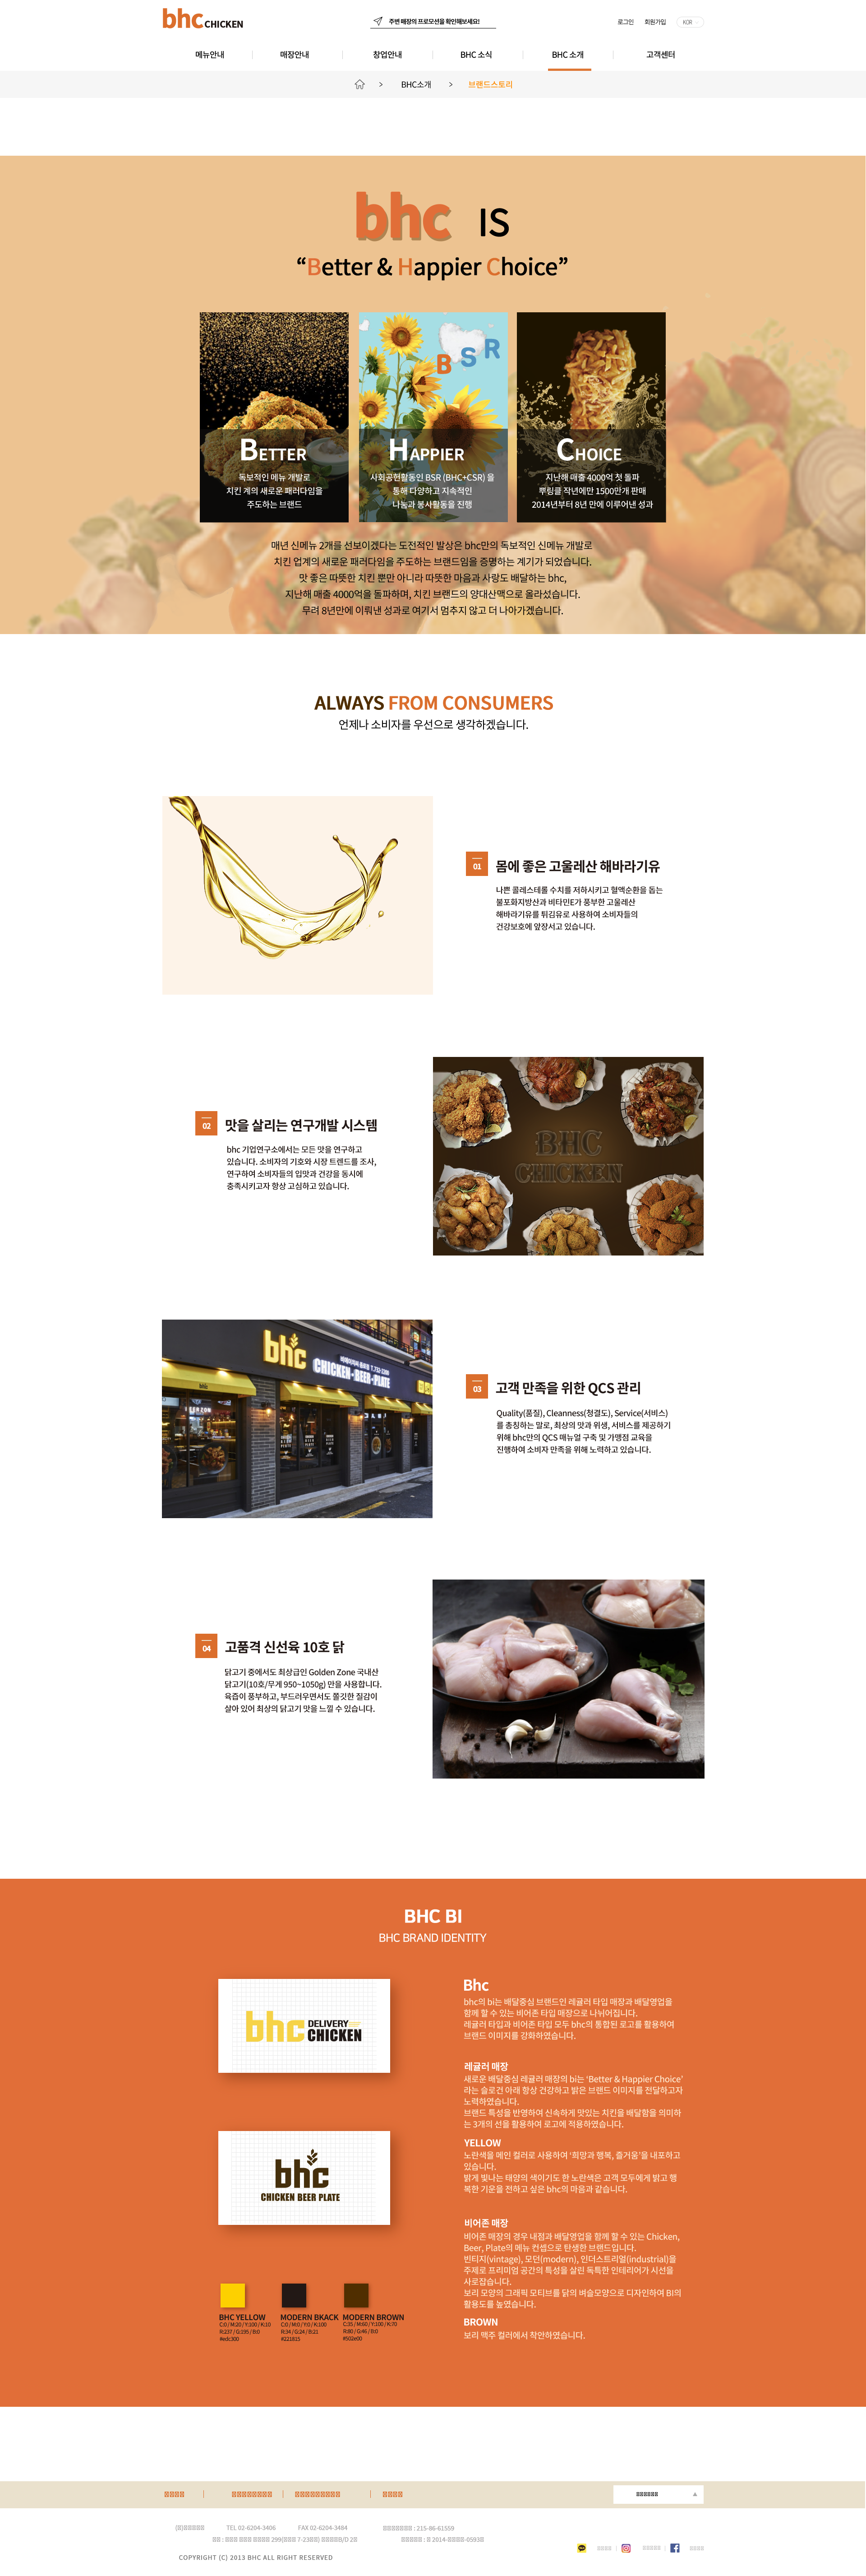 bhc CHICKEN
주변 매장의 프로모션을 확인해보세요!
로그인 회원가입 KOR
메뉴안내 매장안내 창업안내 BHC 소식 BHC 소개 고객센터
> BHC소개 > 브랜드스토리
bhc IS
“Better & Happier Choice”
BETTER
독보적인 메뉴 개발로
치킨 계의 새로운 패러다임을
주도하는 브랜드
BSR
HAPPIER
사회공헌활동인 BSR (BHC+CSR) 을
통해 다양하고 지속적인
나눔과 봉사활동을 진행
CHOICE
지난해 매출 4000억 첫 돌파
뿌링클 작년에만 1500만개 판매
2014년부터 8년 만에 이루어낸 성과
매년 신메뉴 2개를 선보이겠다는 도전적인 발상은 bhc만의 독보적인 신메뉴 개발로
치킨 업계의 새로운 패러다임을 주도하는 브랜드임을 증명하는 계기가 되었습니다.
맛 좋은 따뜻한 치킨 뿐만 아니라 따뜻한 마음과 사랑도 배달하는 bhc,
지난해 매출 4000억을 돌파하며, 치킨 브랜드의 양대산맥으로 올라섰습니다.
무려 8년만에 이뤄낸 성과로 여기서 멈추지 않고 더 나아가겠습니다.
ALWAYS FROM CONSUMERS
언제나 소비자를 우선으로 생각하겠습니다.
01 몸에 좋은 고울레산 해바라기유
나쁜 콜레스테롤 수치를 저하시키고 혈액순환을 돕는
불포화지방산과 비타민E가 풍부한 고울레산
해바라기유를 튀김유로 사용하여 소비자들의
건강보호에 앞장서고 있습니다.
02 맛을 살리는 연구개발 시스템
bhc 기업연구소에서는 모든 맛을 연구하고
있습니다. 소비자의 기호와 시장 트렌드를 조사,
연구하여 소비자들의 입맛과 건강을 동시에
충족시키고자 항상 고심하고 있습니다.
BHC
CHICKEN
bhc
CHICKEN·BEER·PLATE
03 고객 만족을 위한 QCS 관리
Quality(품질), Cleanness(청결도), Service(서비스)
를 총칭하는 말로, 최상의 맛과 위생, 서비스를 제공하기
위해 bhc만의 QCS 매뉴얼 구축 및 가맹점 교육을
진행하여 소비자 만족을 위해 노력하고 있습니다.
04 고품격 신선육 10호 닭
닭고기 중에서도 최상급인 Golden Zone 국내산
닭고기(10호/무게 950~1050g) 만을 사용합니다.
육즙이 풍부하고, 부드러우면서도 쫄깃한 질감이
살아 있어 최상의 닭고기 맛을 느낄 수 있습니다.
BHC BI
BHC BRAND IDENTITY
bhc DELIVERY
CHICKEN
Bhc
bhc의 bi는 배달중심 브랜드인 레귤러 타입 매장과 배달영업을
함께 할 수 있는 비어존 타입 매장으로 나뉘어집니다.
레귤러 타입과 비어존 타입 모두 bhc의 통합된 로고를 활용하여
브랜드 이미지를 강화하였습니다.
레귤러 매장
새로운 배달중심 레귤러 매장의 bi는 ‘Better & Happier Choice’
라는 슬로건 아래 항상 건강하고 밝은 브랜드 이미지를 전달하고자
노력하였습니다.
브랜드 특성을 반영하여 신속하게 맛있는 치킨을 배달함을 의미하
는 3개의 선을 활용하여 로고에 적용하였습니다.
bhc
CHICKEN BEER PLATE
YELLOW
노란색을 메인 컬러로 사용하여 ‘희망과 행복, 즐거움’을 내포하고
있습니다.
밝게 빛나는 태양의 색이기도 한 노란색은 고객 모두에게 밝고 행
복한 기운을 전하고 싶은 bhc의 마음과 같습니다.
비어존 매장
비어존 매장의 경우 내점과 배달영업을 함께 할 수 있는 Chicken,
Beer, Plate의 메뉴 컨셉으로 탄생한 브랜드입니다.
빈티지(vintage), 모던(modern), 인더스트리얼(industrial)을
주제로 프리미엄 공간의 특성을 살린 독특한 인테리어가 시선을
사로잡습니다.
보리 모양의 그래픽 모티브를 닭의 벼슬모양으로 디자인하여 BI의
활용도를 높였습니다.
BROWN
보리 맥주 컬러에서 착안하였습니다.
BHC YELLOW
C:0 / M:20 / Y:100 / K:10
R:237 / G:195 / B:0
#edc300
MODERN BKACK
C:0 / M:0 / Y:0 / K:100
R:34 / G:24 / B:21
#221815
MODERN BROWN
C:35 / M:60 / Y:100 / K:70
R:80 / G:46 / B:0
#502e00
TEL 02-6204-3406 FAX 02-6204-3484 : 215-86-61559
299( 7-23 ) B/D 2 : 2014- -0593
COPYRIGHT (C) 2013 BHC ALL RIGHT RESERVED